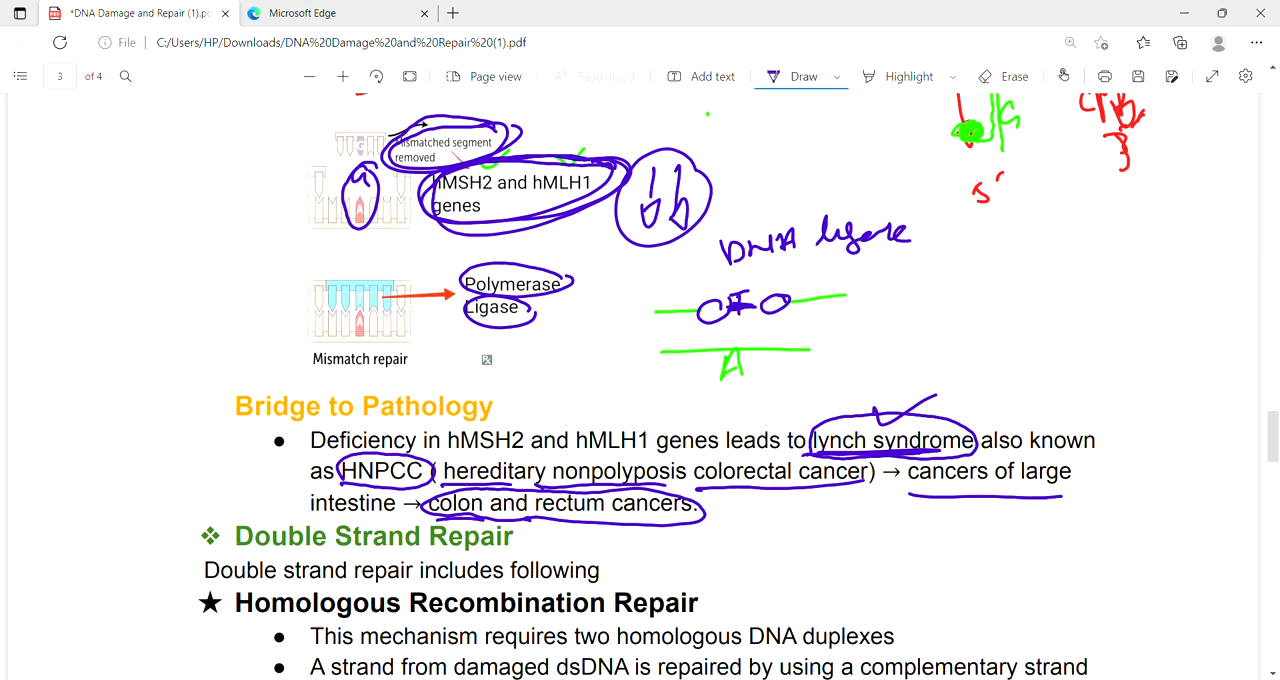 *DNA Damage and Repair (1).pd
Microsoft Edge
File
C:/Users/HP/Downloads/DNA%20Damage%20and%20Repair%20(1).pdf
3 of 4
Page view
Read aloud
Add text
Draw
Highlight
Erase
G
5'
G
Mismatched segment
removed
hMSH2 and hMLH1
genes
A
DNA ligase
Polymerase
Ligase
A
Mismatch repair
Bridge to Pathology
● Deficiency in hMSH2 and hMLH1 genes leads to lynch syndrome also known
as HNPCC ( hereditary nonpolyposis colorectal cancer) → cancers of large
intestine → colon and rectum cancers.
❖ Double Strand Repair
Double strand repair includes following
★ Homologous Recombination Repair
● This mechanism requires two homologous DNA duplexes
● A strand from damaged dsDNA is repaired by using a complementary strand